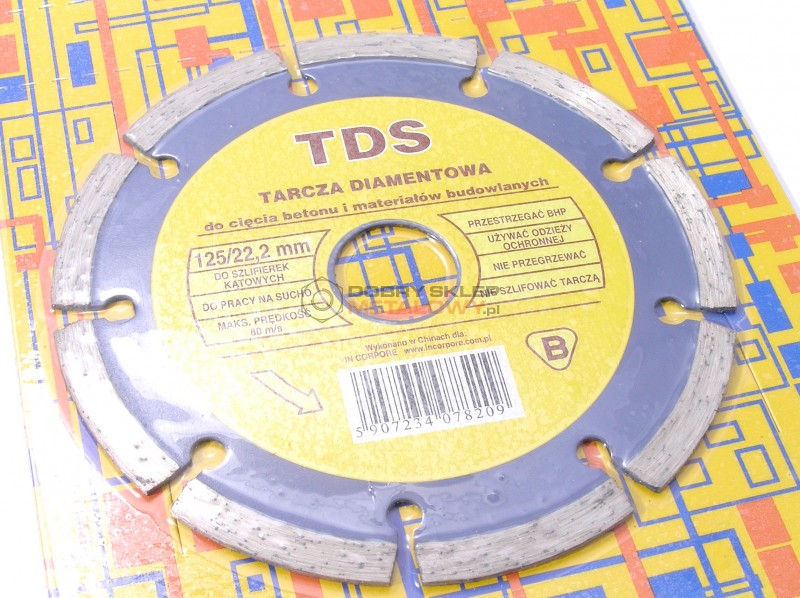 TDS
TARCZA DIAMENTOWA
do cięcia betonu i materiałów budowlanych
125/22,2 mm
DO SZLIFIEREK
KĄTOWYCH
DO PRACY NA SUCHO
MAKS. PRĘDKOŚĆ
80 m/s
PRZESTRZEGAĆ BHP
UŻYWAĆ ODZIEŻY
OCHRONNEJ
NIE PRZEGRZEWAĆ
NIE SZLIFOWAĆ TARCZĄ
DOBRY SKLEP
METALOWY.pl
Wykonano w Chinach dla:
IN CORPORE www.incorpore.com.pl
B
5 907234 078209